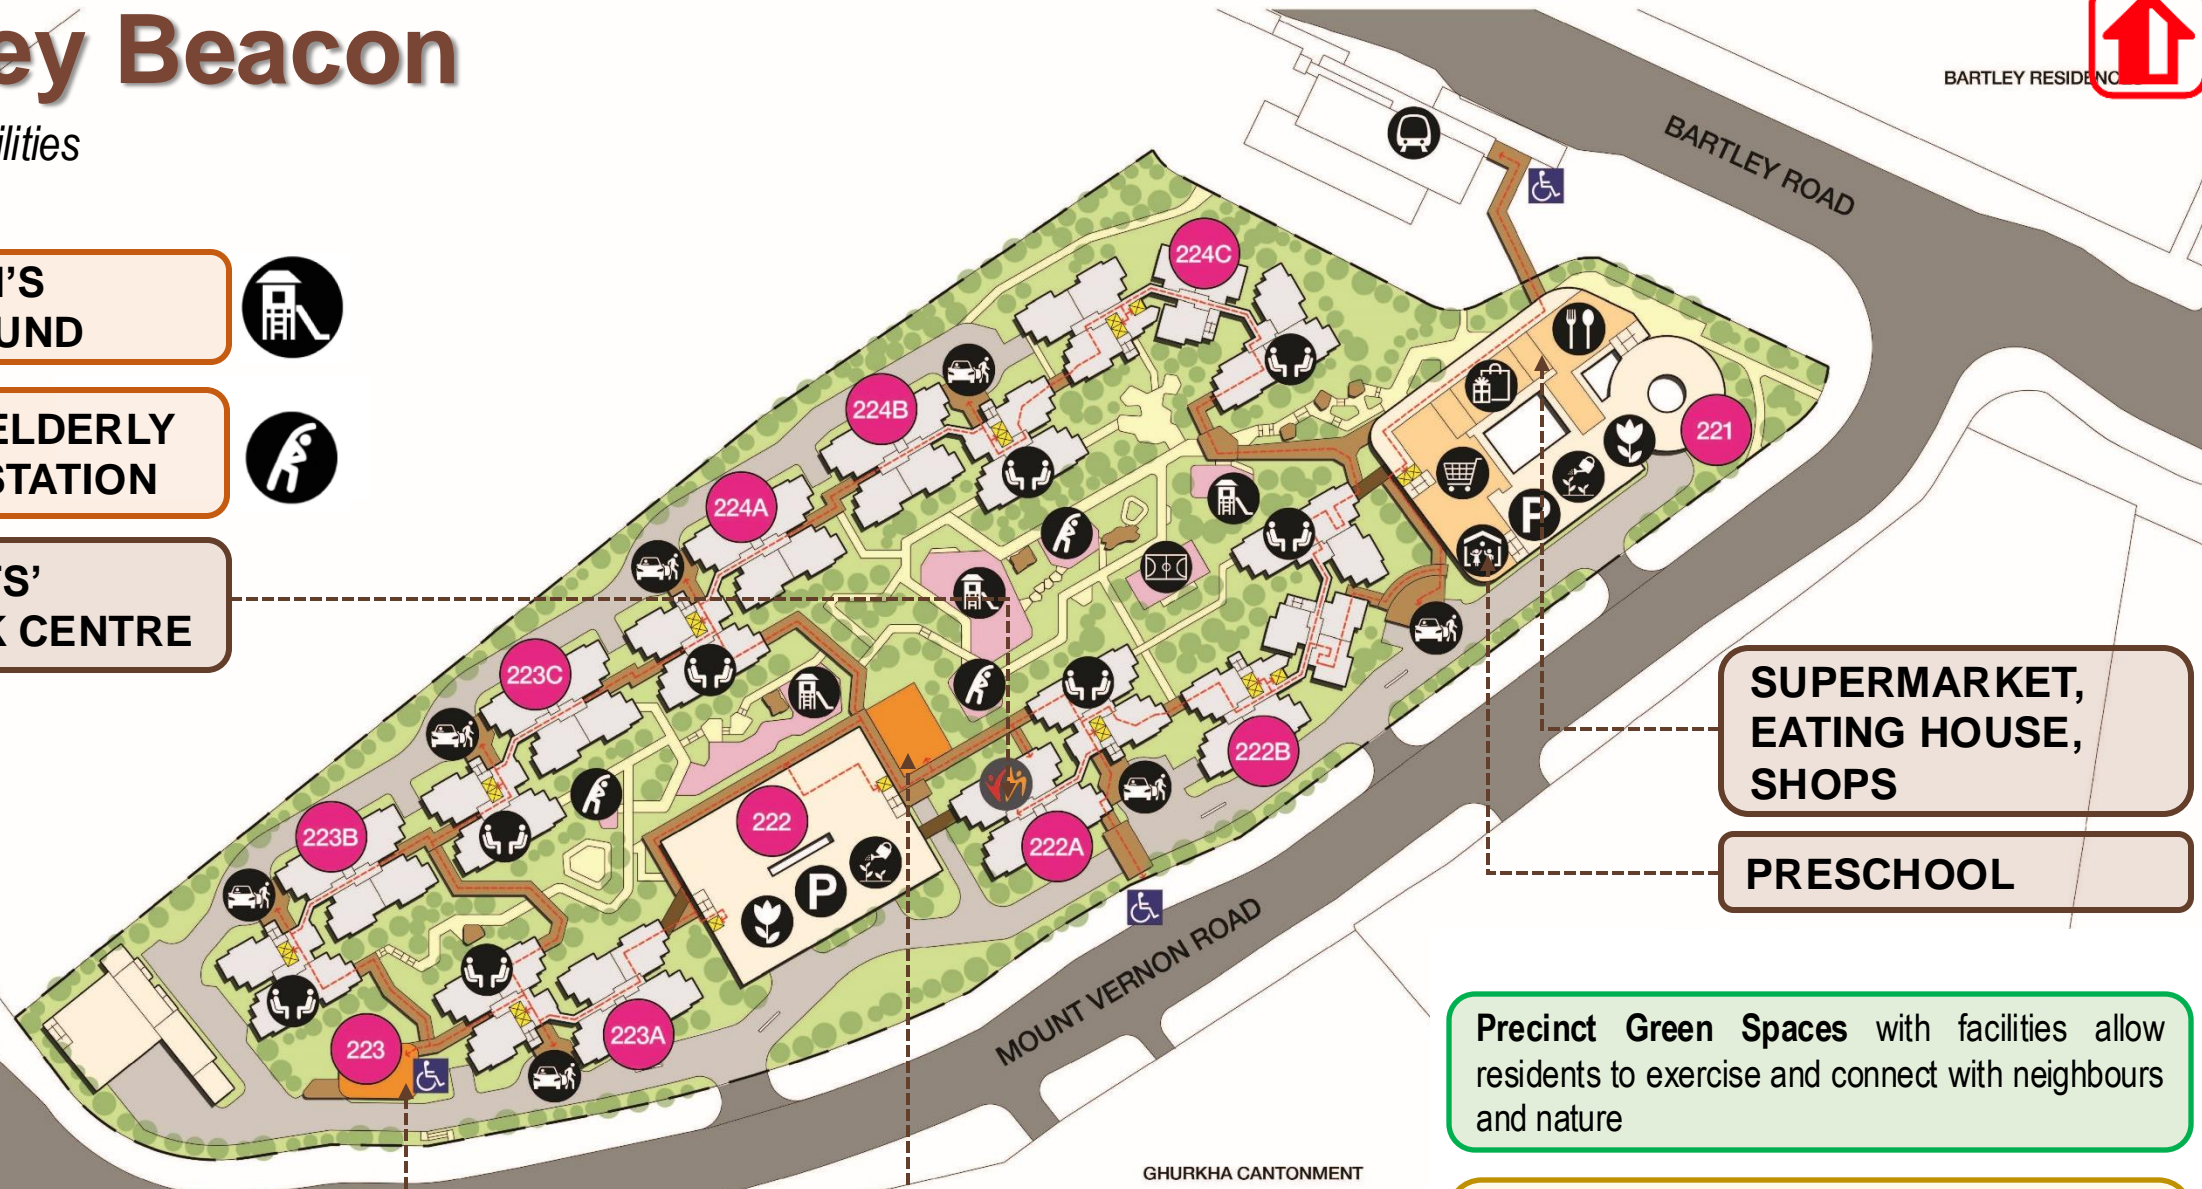 ey Beacon
ilities
BARTLEY RESIDENC
BARTLEY ROAD
'S
UND
ELDERLY
STATION
TS'
K CENTRE
224C
224B
221
224A
223C
222B
222
223B
222A
223A
223
P
P
SUPERMARKET,
EATING HOUSE,
SHOPS
PRESCHOOL
MOUNT VERNON ROAD
Precinct Green Spaces with facilities allow
residents to exercise and connect with neighbours
and nature
GHURKHA CANTONMENT